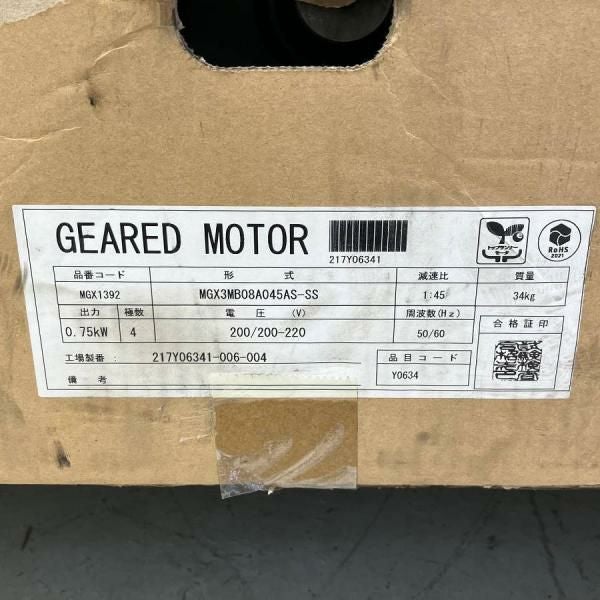 GEARED MOTOR
217Y06341
トップランナー
モータ
RoHS
2021
品番コード 形式 減速比 質量
MGX1392 MGX3MB08A045AS-SS 1:45 34kg
出力 極数 電圧(V) 周波数(Hz) 合格証印
0.75kW 4 200/200-220 50/60
工場製番: 217Y06341-006-004 品目コード
備考 Y0634